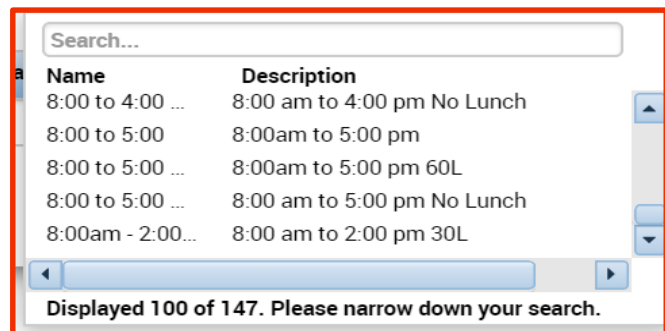 Search...
Name Description
8:00 to 4:00 ... 8:00 am to 4:00 pm No Lunch
8:00 to 5:00 8:00am to 5:00 pm
8:00 to 5:00 ... 8:00am to 5:00 pm 60L
8:00 to 5:00 ... 8:00 am to 5:00 pm No Lunch
8:00am - 2:00... 8:00 am to 2:00 pm 30L
Displayed 100 of 147. Please narrow down your search.